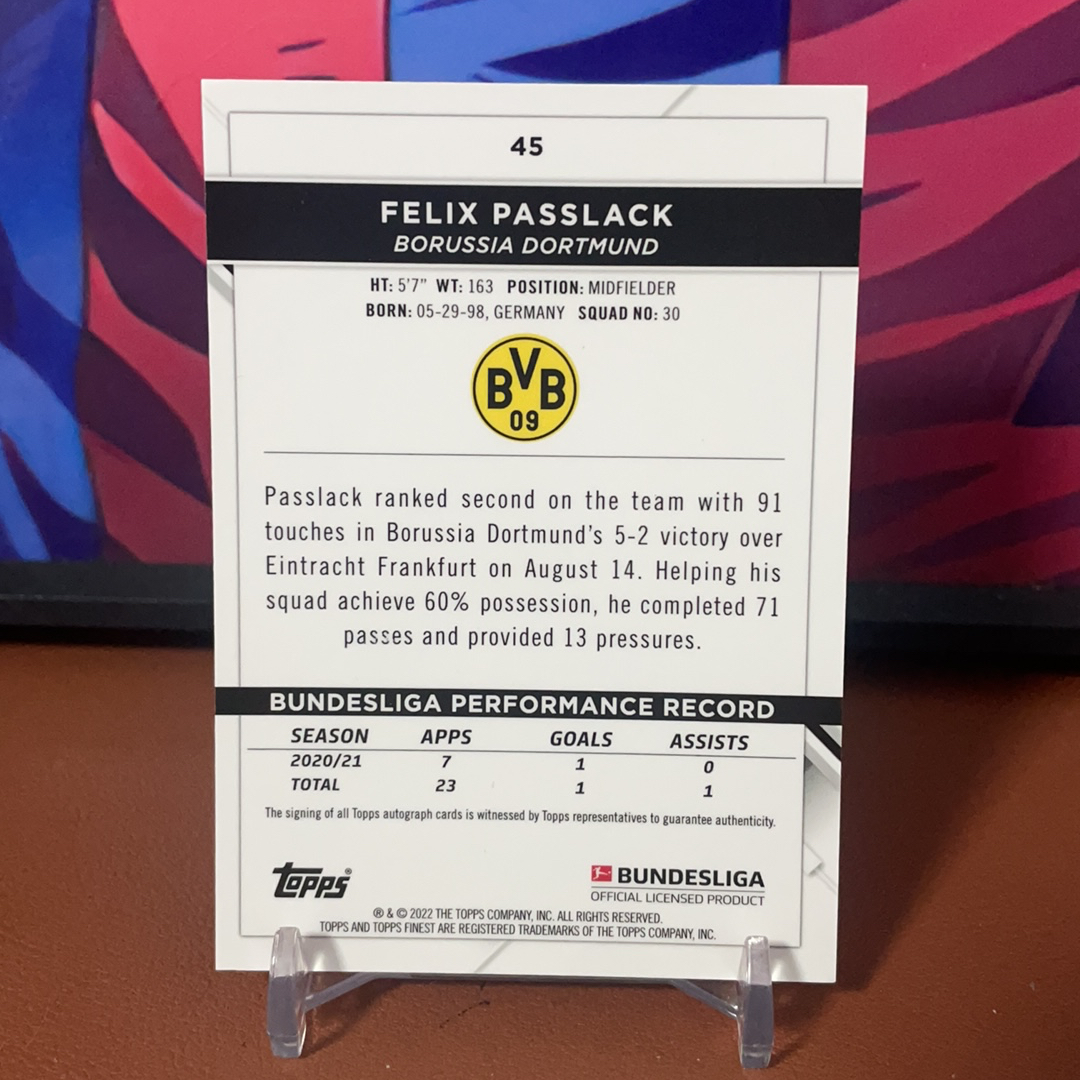 45
FELIX PASSLACK
BORUSSIA DORTMUND
HT: 5'7" WT: 163 POSITION: MIDFIELDER
BORN: 05-29-98, GERMANY SQUAD NO: 30
BVB
09
Passlack ranked second on the team with 91
touches in Borussia Dortmund's 5-2 victory over
Eintracht Frankfurt on August 14. Helping his
squad achieve 60% possession, he completed 71
passes and provided 13 pressures.
BUNDESLIGA PERFORMANCE RECORD
SEASON APPS GOALS ASSISTS
2020/21 7 1 0
TOTAL 23 1 1
The signing of all Topps autograph cards is witnessed by Topps representatives to guarantee authenticity.
topps®
BUNDESLIGA
OFFICIAL LICENSED PRODUCT
® & © 2022 THE TOPPS COMPANY, INC. ALL RIGHTS RESERVED.
TOPPS AND TOPPS FINEST ARE REGISTERED TRADEMARKS OF THE TOPPS COMPANY, INC.